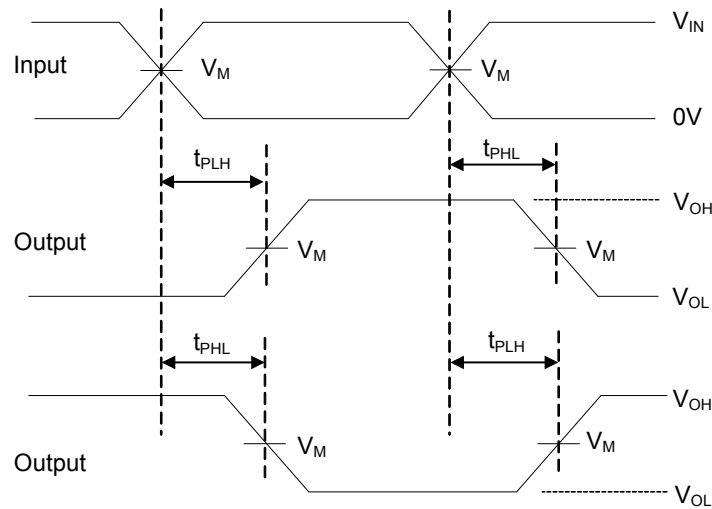 V_IN
Input V_M V_M
0V
t_PLH t_PHL
V_OH
Output V_M V_M
V_OL
t_PHL t_PLH
V_OH
Output V_M V_M
V_OL